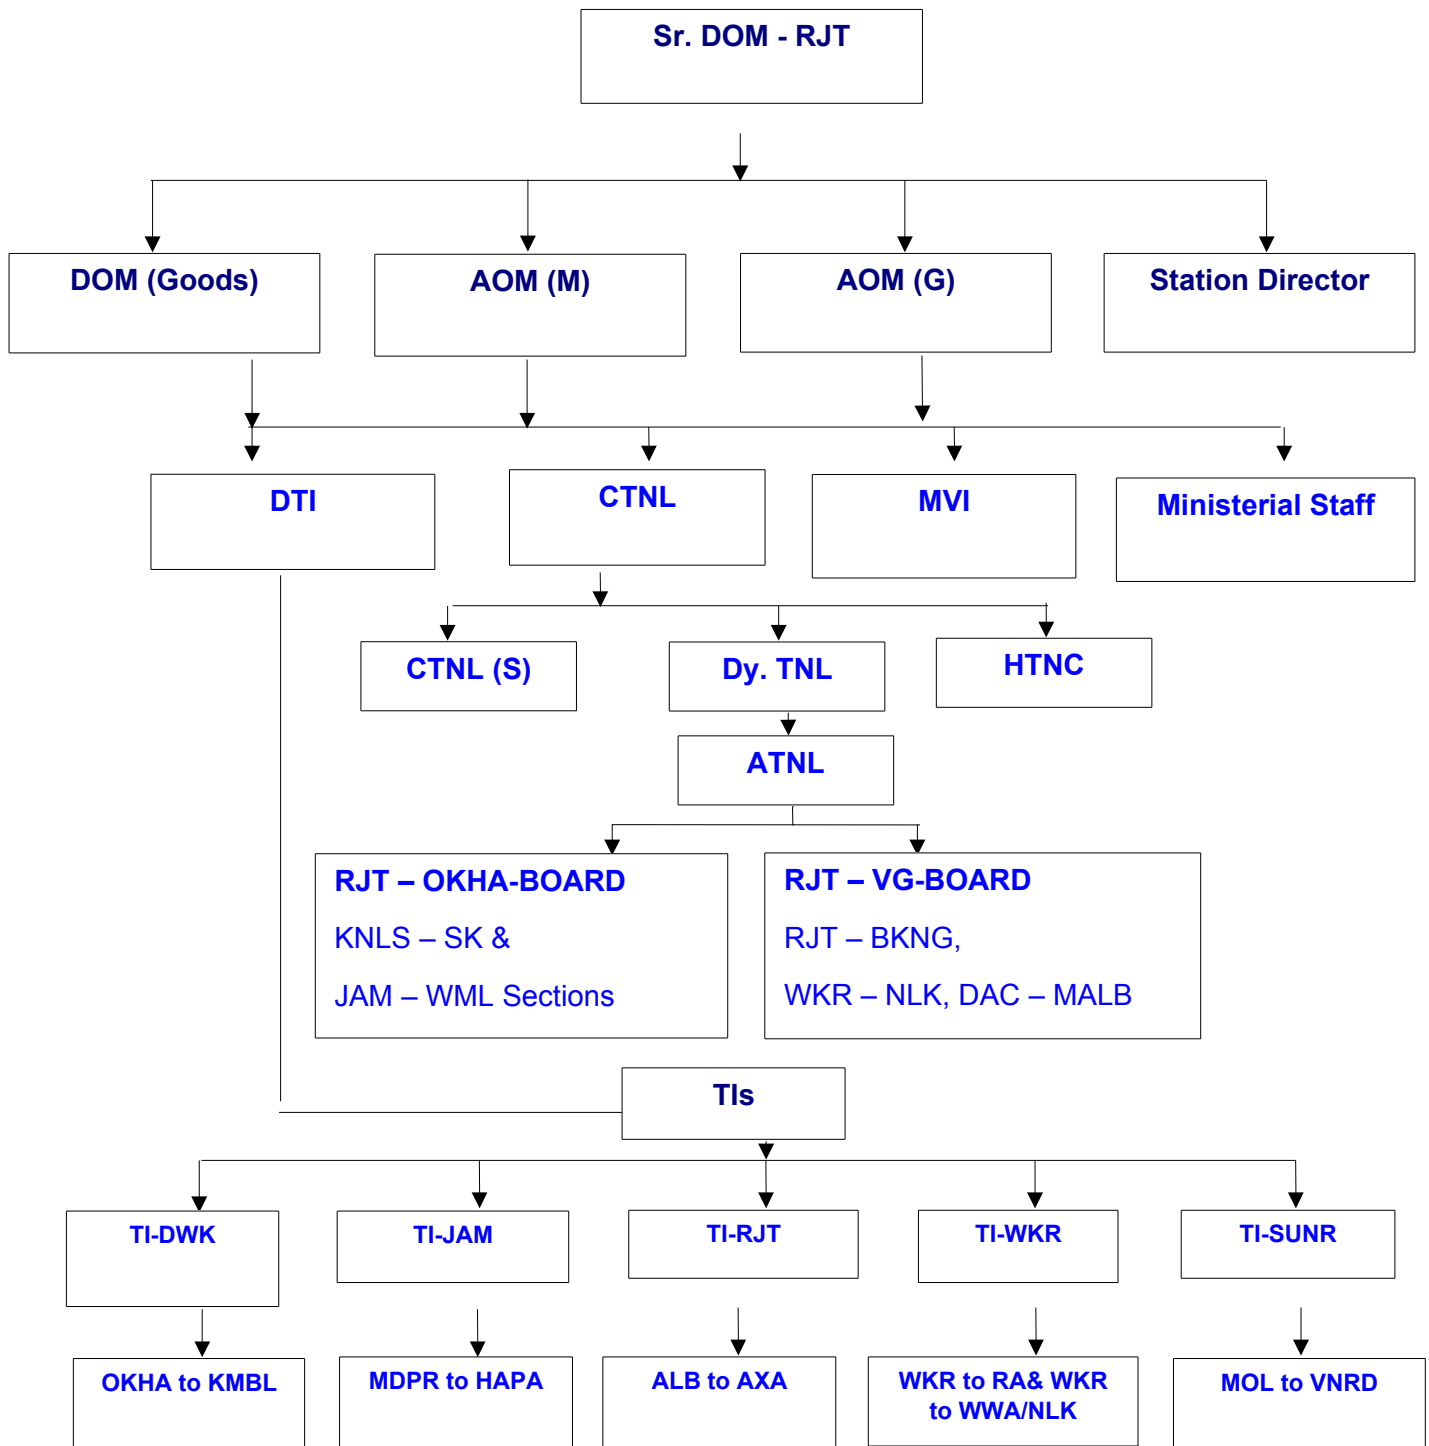 Sr. DOM - RJT
DOM (Goods)
AOM (M)
AOM (G)
Station Director
DTI
CTNL
MVI
Ministerial Staff
CTNL (S)
Dy. TNL
HTNC
ATNL
RJT – OKHA-BOARD
KNLS – SK &
JAM – WML Sections
RJT – VG-BOARD
RJT – BKNG,
WKR – NLK, DAC – MALB
TIs
TI-DWK
TI-JAM
TI-RJT
TI-WKR
TI-SUNR
OKHA to KMBL
MDPR to HAPA
ALB to AXA
WKR to RA& WKR
to WWA/NLK
MOL to VNRD